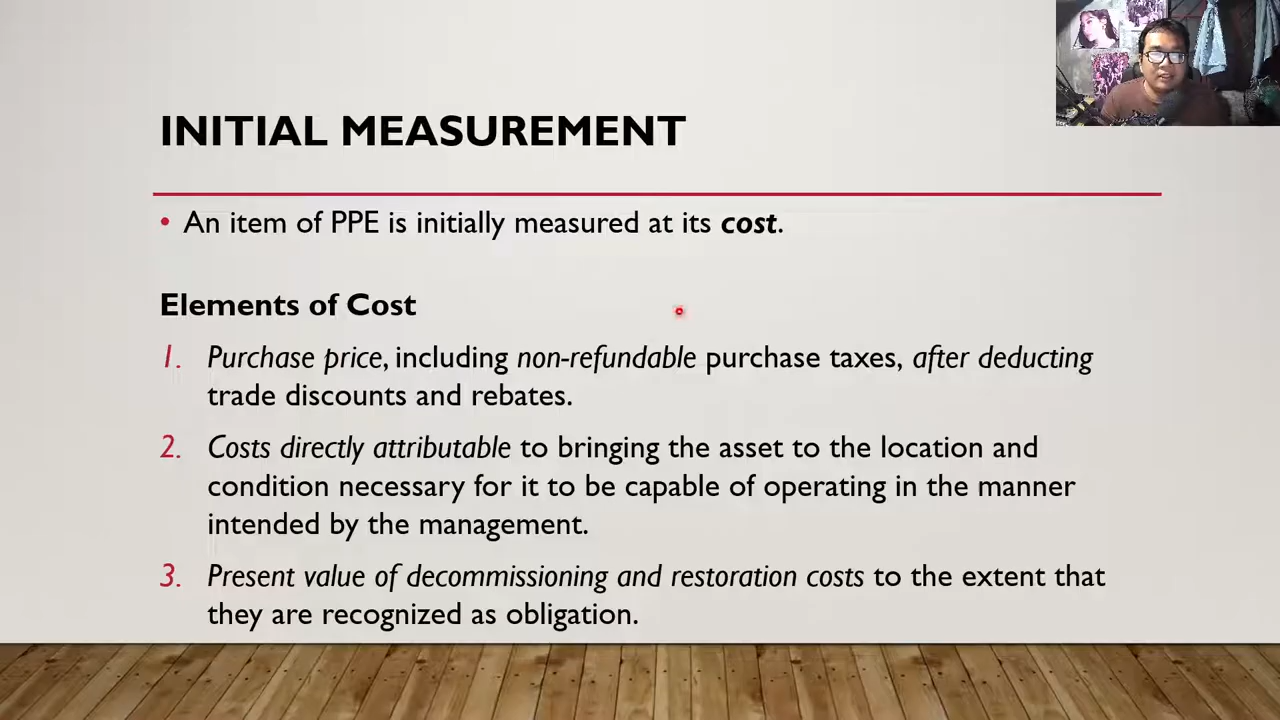 INITIAL MEASUREMENT
• An item of PPE is initially measured at its cost.
Elements of Cost
1. Purchase price, including non-refundable purchase taxes, after deducting
trade discounts and rebates.
2. Costs directly attributable to bringing the asset to the location and
condition necessary for it to be capable of operating in the manner
intended by the management.
3. Present value of decommissioning and restoration costs to the extent that
they are recognized as obligation.